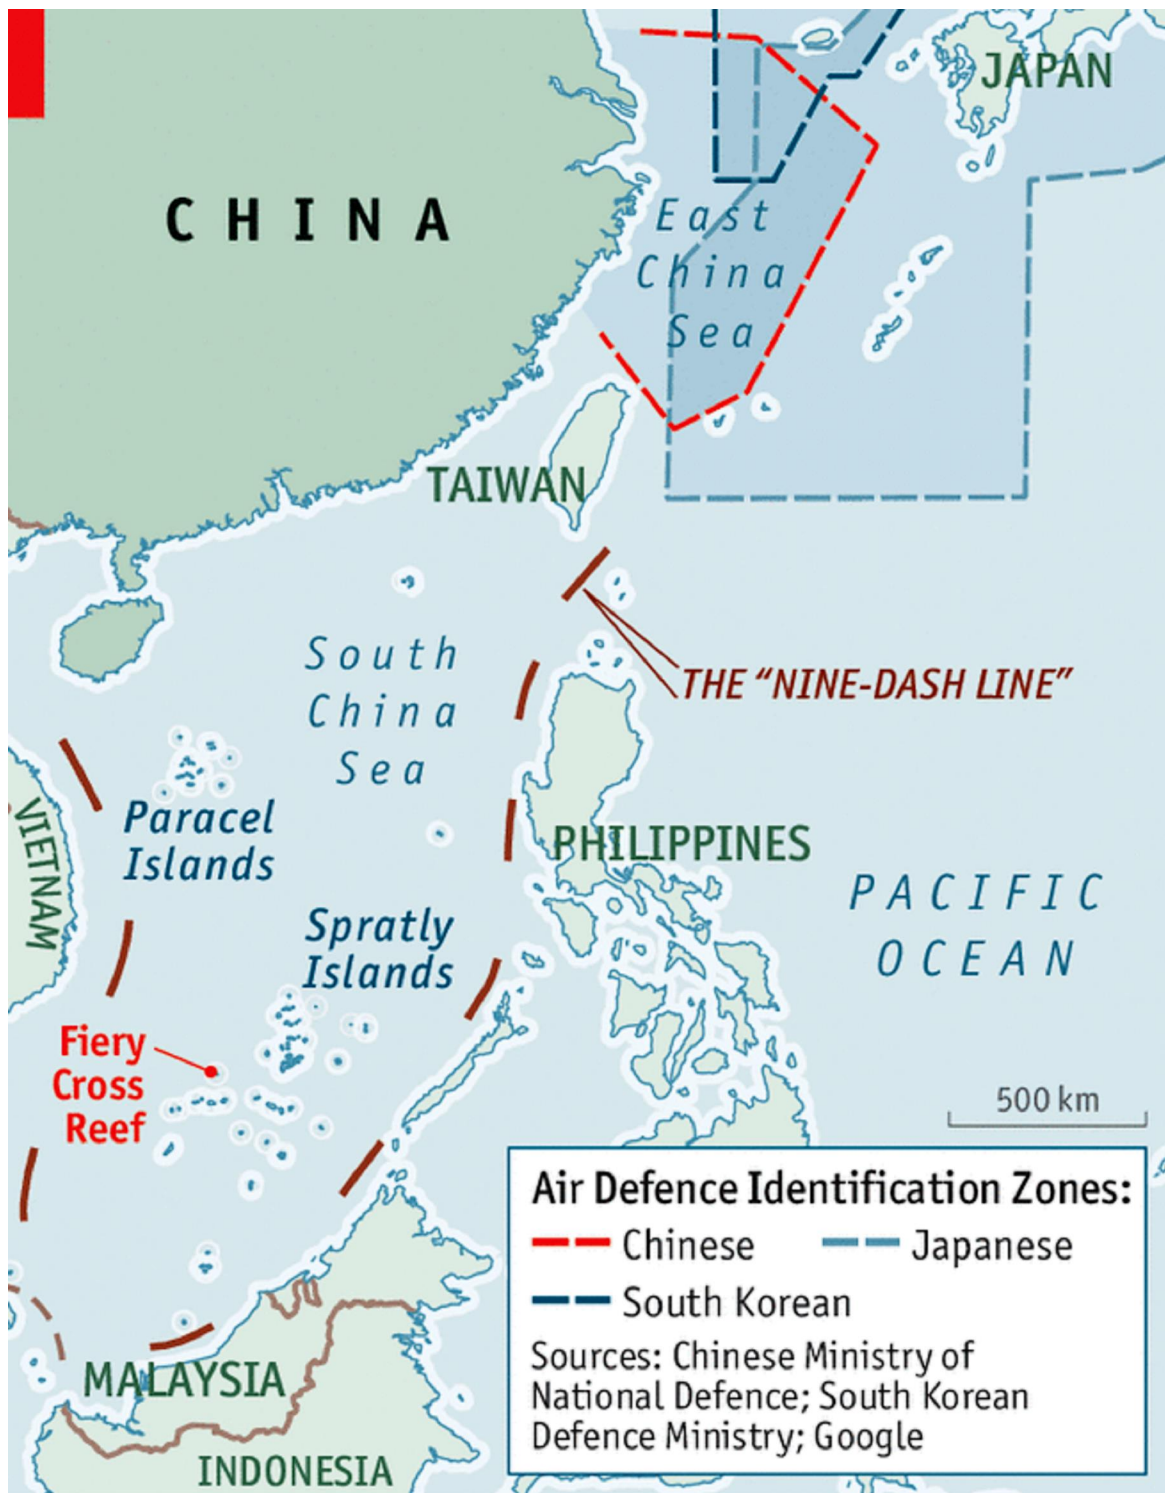 JAPAN
CHINA
East
China
Sea
TAIWAN
South
China
Sea
THE “NINE-DASH LINE”
VIETNAM
Paracel
Islands
PHILIPPINES
PACIFIC
OCEAN
Spratly
Islands
Fiery
Cross
Reef
500 km
Air Defence Identification Zones:
Chinese
Japanese
South Korean
Sources: Chinese Ministry of
National Defence; South Korean
Defence Ministry; Google
MALAYSIA
INDONESIA